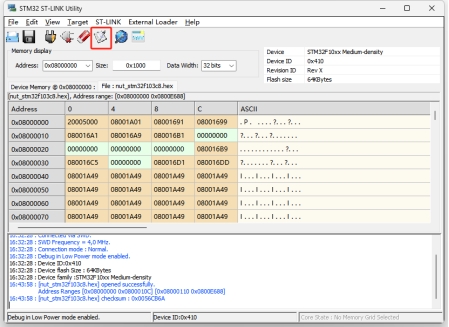 STM32 ST-LINK Utility
File Edit View Target ST-LINK External Loader Help
Memory display
Address: 0x08000000 Size: 0x1000 Data Width: 32 bits
Device STM32F10xx Medium-density
Device ID 0x410
Revision ID Rev X
Flash size 64KBytes
Device Memory @ 0x08000000 : File : nut_stm32f103c8.hex
[nut_stm32f103c8.hex], Address range: [0x08000000 0x0800E688]
Address 0 4 8 C ASCII
0x08000000 20005000 08001A01 08001691 08001699 .P. ....?...?...
0x08000010 080016A1 080016A9 080016B1 00000000 ?...?...?.......
0x08000020 00000000 00000000 00000000 080016B9 ............?...
0x08000030 080016C5 00000000 080016D1 080016DD ?.......?...?...
0x08000040 08001A49 08001A49 08001A49 08001A49 I...I...I...I...
0x08000050 08001A49 08001A49 08001A49 08001A49 I...I...I...I...
0x08000060 08001A49 08001A49 08001A49 08001A49 I...I...I...I...
0x08000070 08001A49 08001A49 08001A49 08001A49 I...I...I...I...
16:32:28 : Connected via SWD.
16:32:28 : SWD Frequency = 4,0 MHz.
16:32:28 : Connection mode : Normal.
16:32:28 : Debug in Low Power mode enabled.
16:32:28 : Device ID:0x410
16:32:28 : Device flash Size : 64KBytes
16:32:28 : Device family :STM32F10xx Medium-density
16:43:58 : [nut_stm32f103c8.hex] opened successfully.
Address Ranges [0x08000000 0x0800010C] [0x08000110 0x0800E688]
16:43:58 : [nut_stm32f103c8.hex] checksum : 0x0056CB6A
Debug in Low Power mode enabled. Device ID:0x410 Core State : No Memory Grid Selected